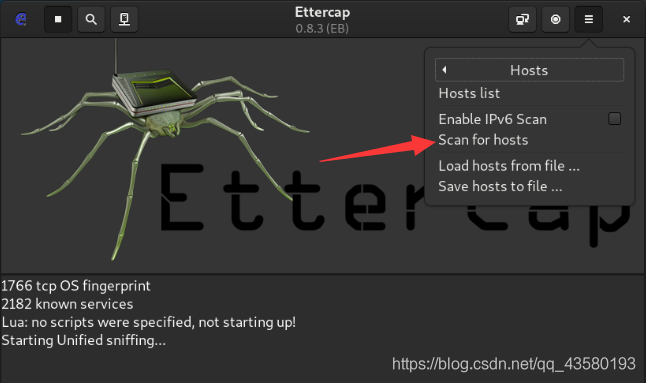 Ettercap
0.8.3 (EB)
Hosts
Hosts list
Enable IPv6 Scan
Scan for hosts
Load hosts from file ...
Save hosts to file ...
Ettercap
1766 tcp OS fingerprint
2182 known services
Lua: no scripts were specified, not starting up!
Starting Unified sniffing...
https://blog.csdn.net/qq_43580193